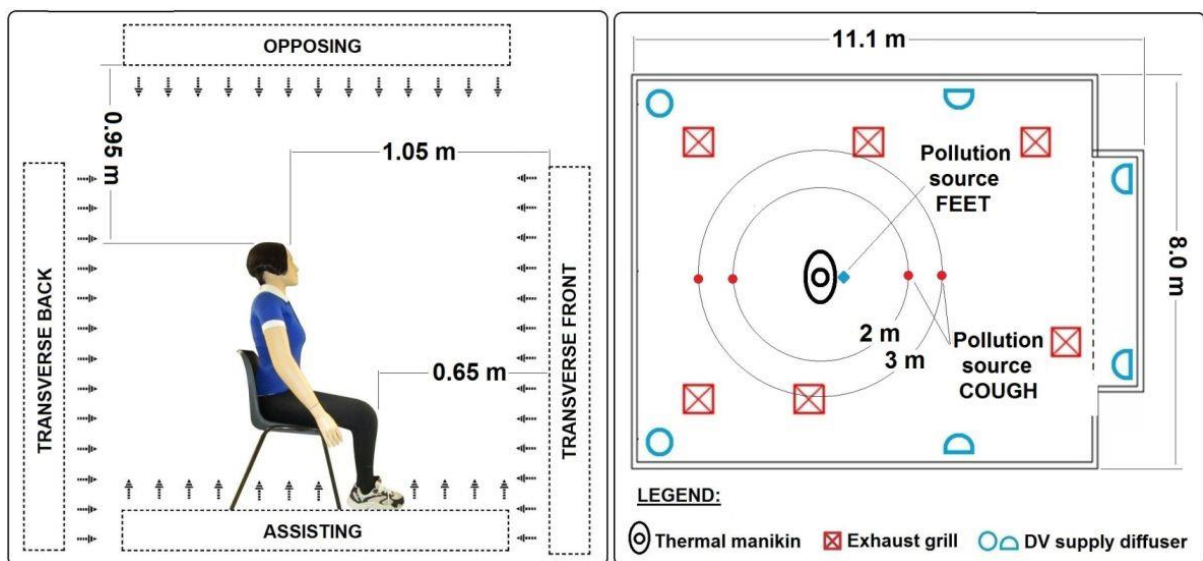 OPPOSING
0.95 m
1.05 m
TRANSVERSE BACK
TRANSVERSE FRONT
0.65 m
ASSISTING
11.1 m
Pollution
source
FEET
8.0 m
2 m
3 m
Pollution
source
COUGH
LEGEND:
Thermal manikin
Exhaust grill
DV supply diffuser